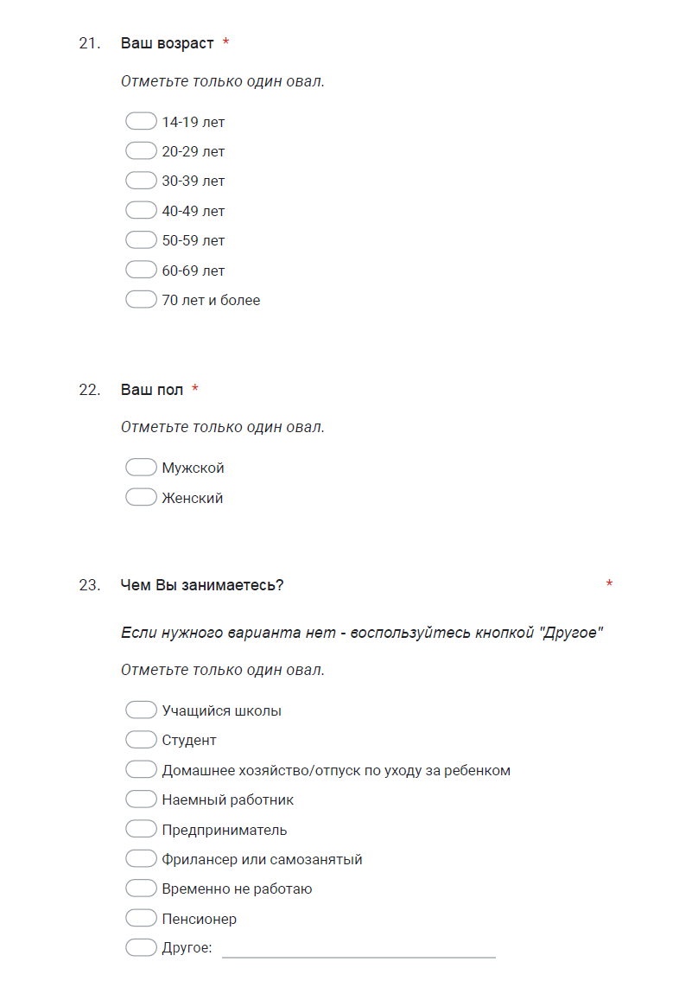 21. Ваш возраст *
Отметьте только один овал.
14-19 лет
20-29 лет
30-39 лет
40-49 лет
50-59 лет
60-69 лет
70 лет и более
22. Ваш пол *
Отметьте только один овал.
Мужской
Женский
23. Чем Вы занимаетесь? *
Если нужного варианта нет - воспользуйтесь кнопкой "Другое"
Отметьте только один овал.
Учащийся школы
Студент
Домашнее хозяйство/отпуск по уходу за ребенком
Наемный работник
Предприниматель
Фрилансер или самозанятый
Временно не работаю
Пенсионер
Другое: